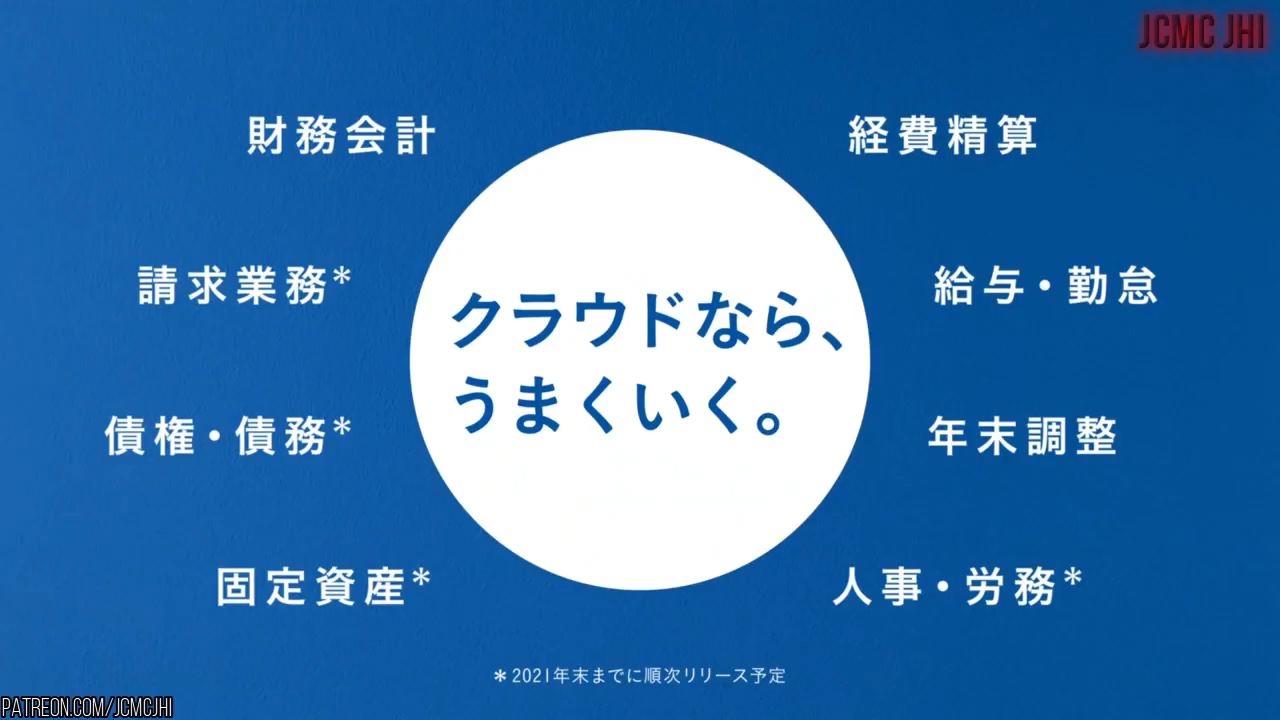 JCMC JHI
財務会計
経費精算
請求業務*
給与・勤怠
クラウドなら、
うまくいく。
債権・債務*
年末調整
固定資産*
人事・労務*
*2021年末までに順次リリース予定
PATREON.COM/JCMCJHI